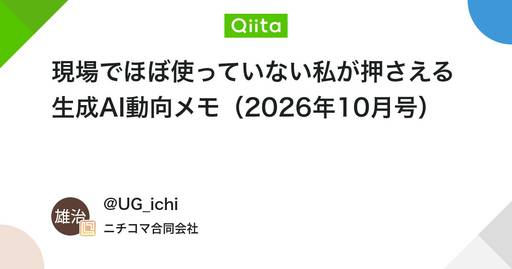 Qiita
現場でほぼ使っていない私が押さえる
生成AI動向メモ（2026年10月号）
雄治
@UG_ichi
ニチコマ合同会社